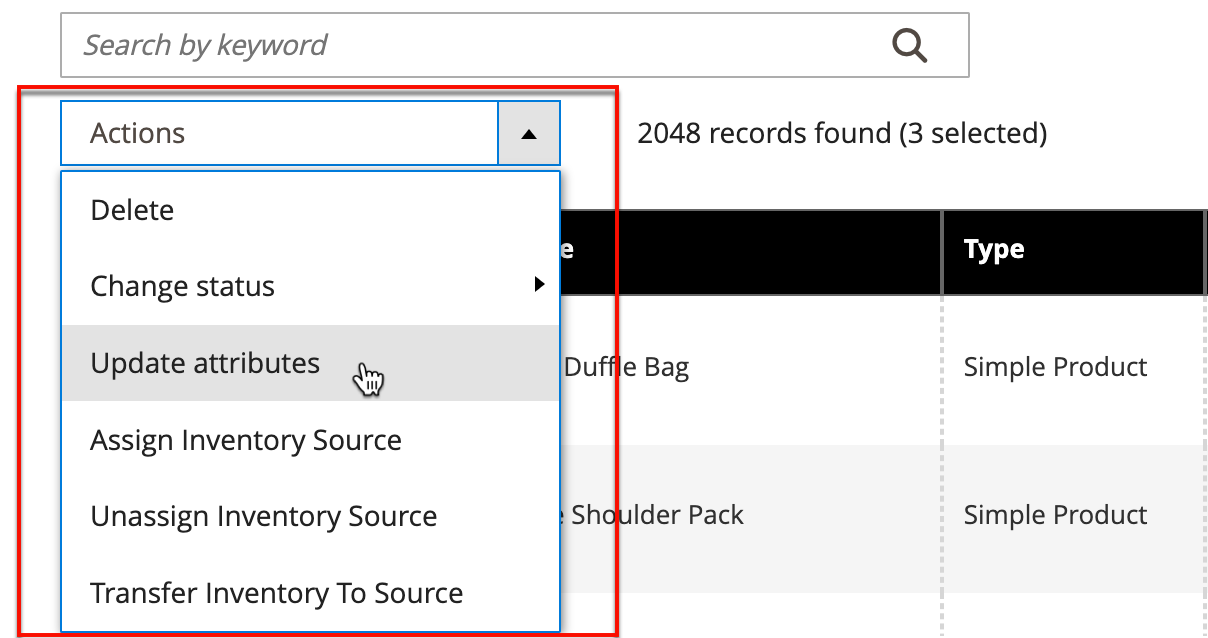 Search by keyword
Actions
2048 records found (3 selected)
Delete
Type
Change status
Update attributes
Duffle Bag
Simple Product
Assign Inventory Source
Unassign Inventory Source
Shoulder Pack
Simple Product
Transfer Inventory To Source